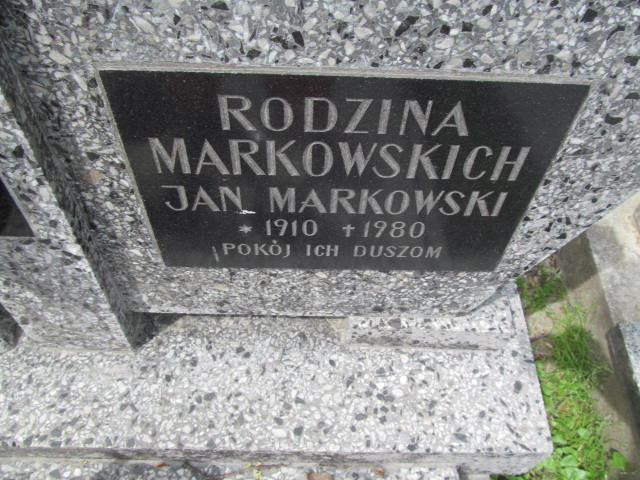 RODZINA
MARKOWSKICH
JAN MARKOWSKI
* 1910 † 1980
POKÓJ ICH DUSZOM